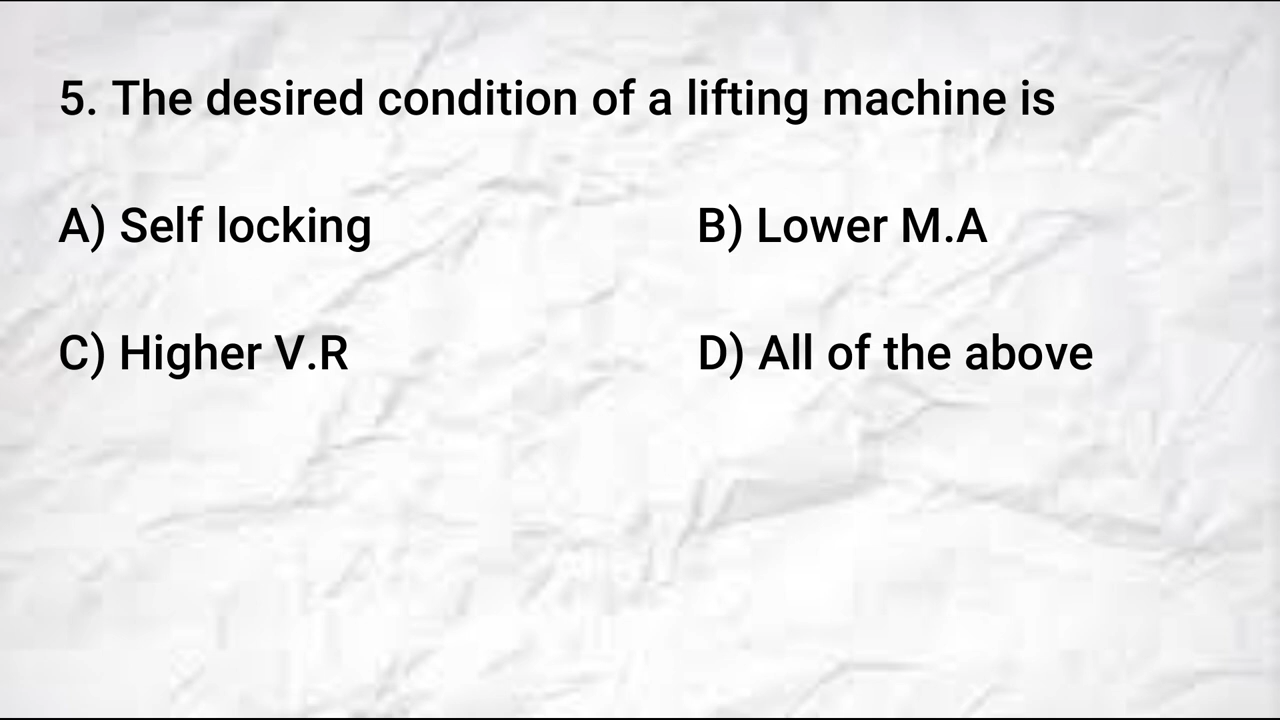 5. The desired condition of a lifting machine is
A) Self locking B) Lower M.A
C) Higher V.R D) All of the above